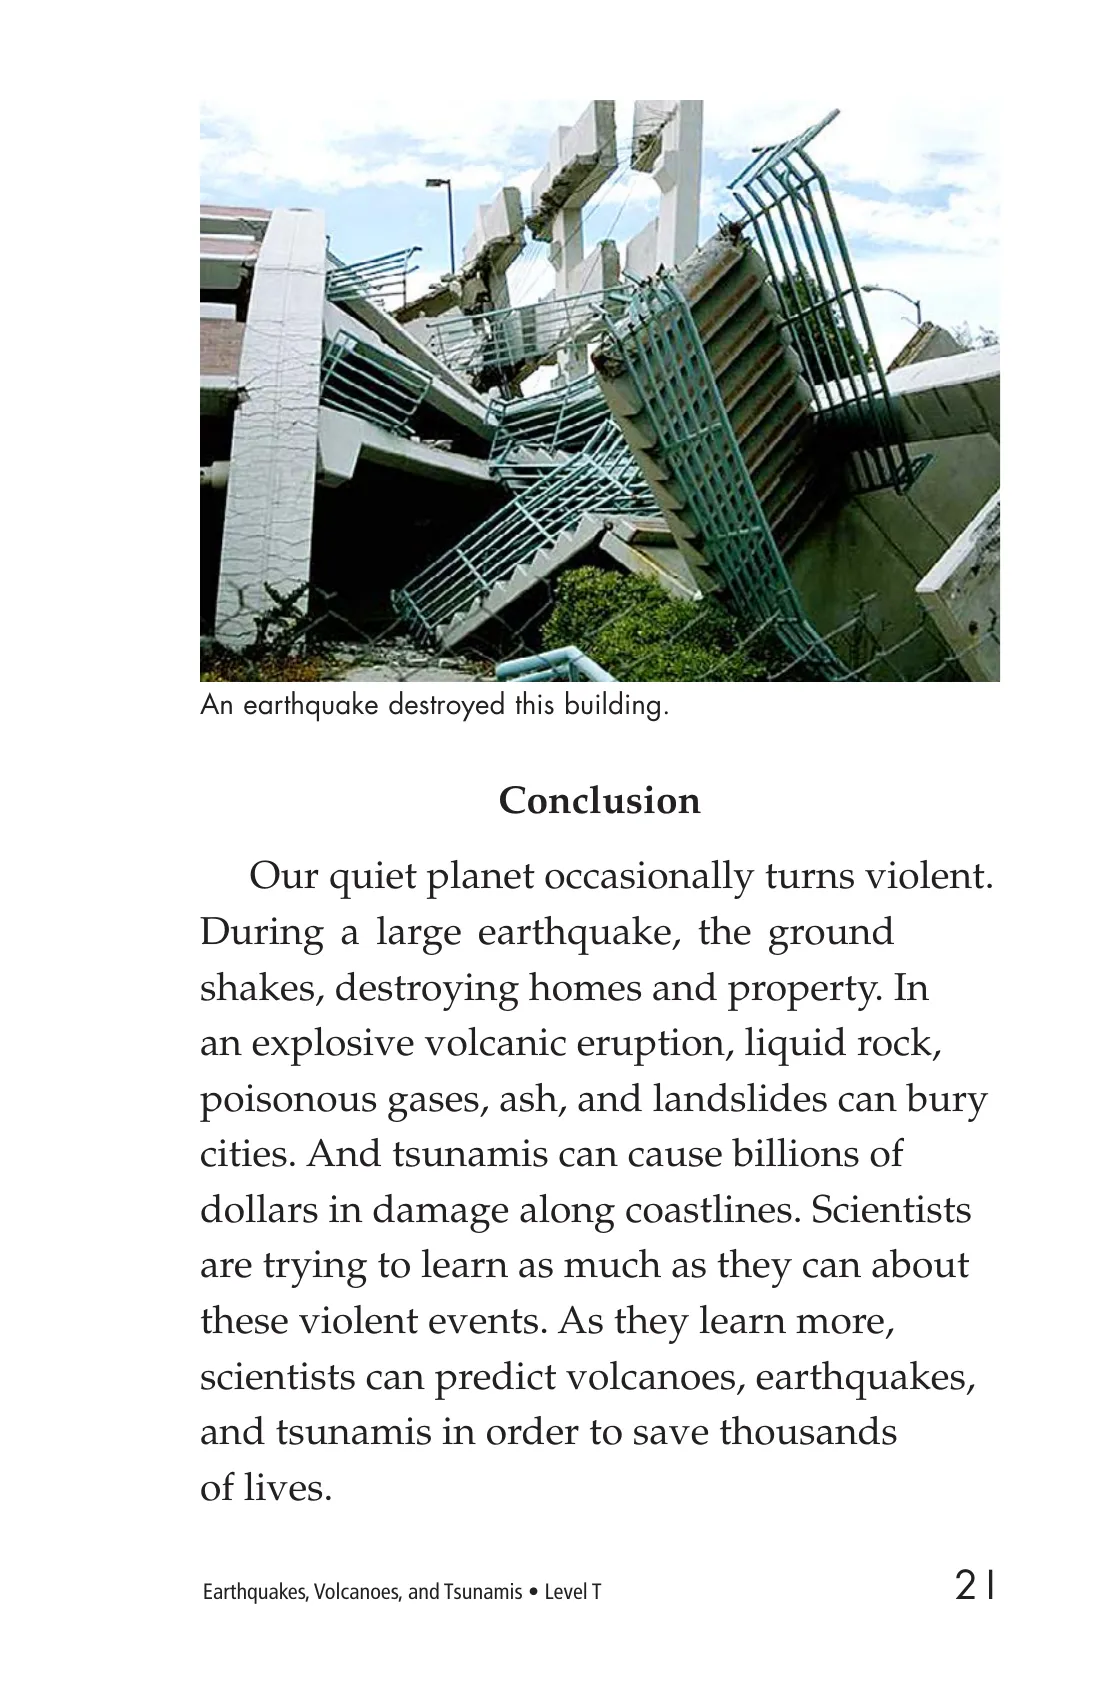 An earthquake destroyed this building.
Conclusion
Our quiet planet occasionally turns violent.
During a large earthquake, the ground
shakes, destroying homes and property. In
an explosive volcanic eruption, liquid rock,
poisonous gases, ash, and landslides can bury
cities. And tsunamis can cause billions of
dollars in damage along coastlines. Scientists
are trying to learn as much as they can about
these violent events. As they learn more,
scientists can predict volcanoes, earthquakes,
and tsunamis in order to save thousands
of lives.
Earthquakes, Volcanoes, and Tsunamis • Level T
21